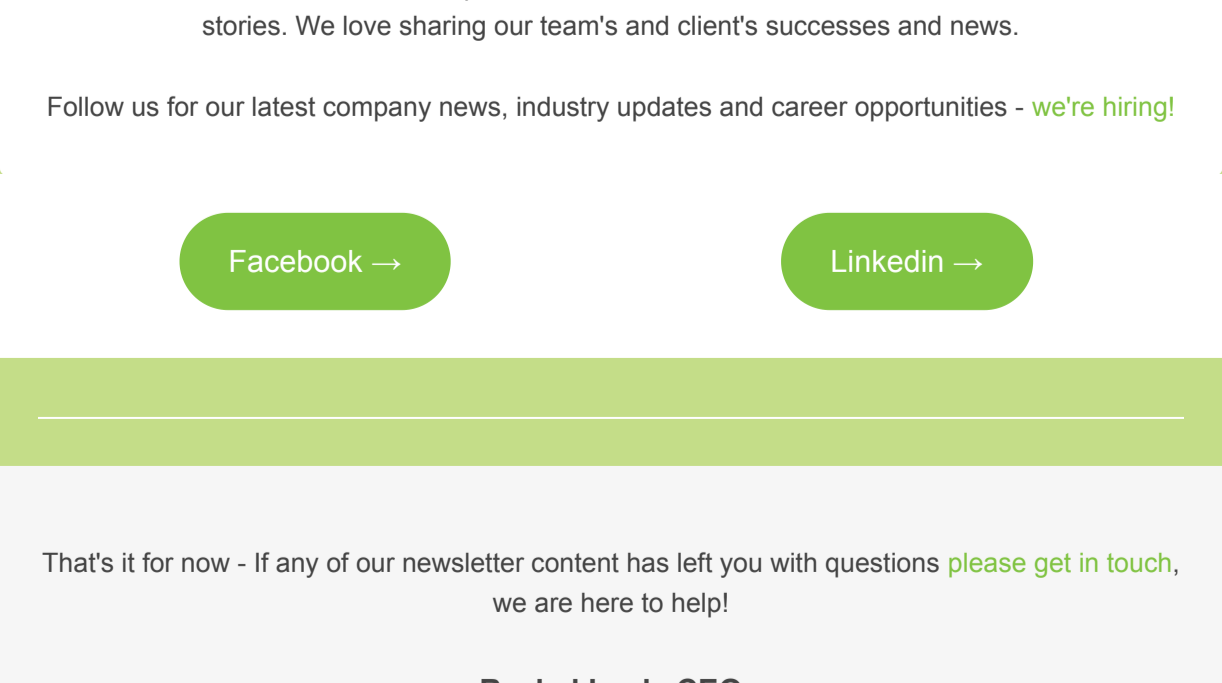 stories. We love sharing our team's and client's successes and news.
Follow us for our latest company news, industry updates and career opportunities - we're hiring!
Facebook →
Linkedin →
That's it for now - If any of our newsletter content has left you with questions please get in touch,
we are here to help!
CEO